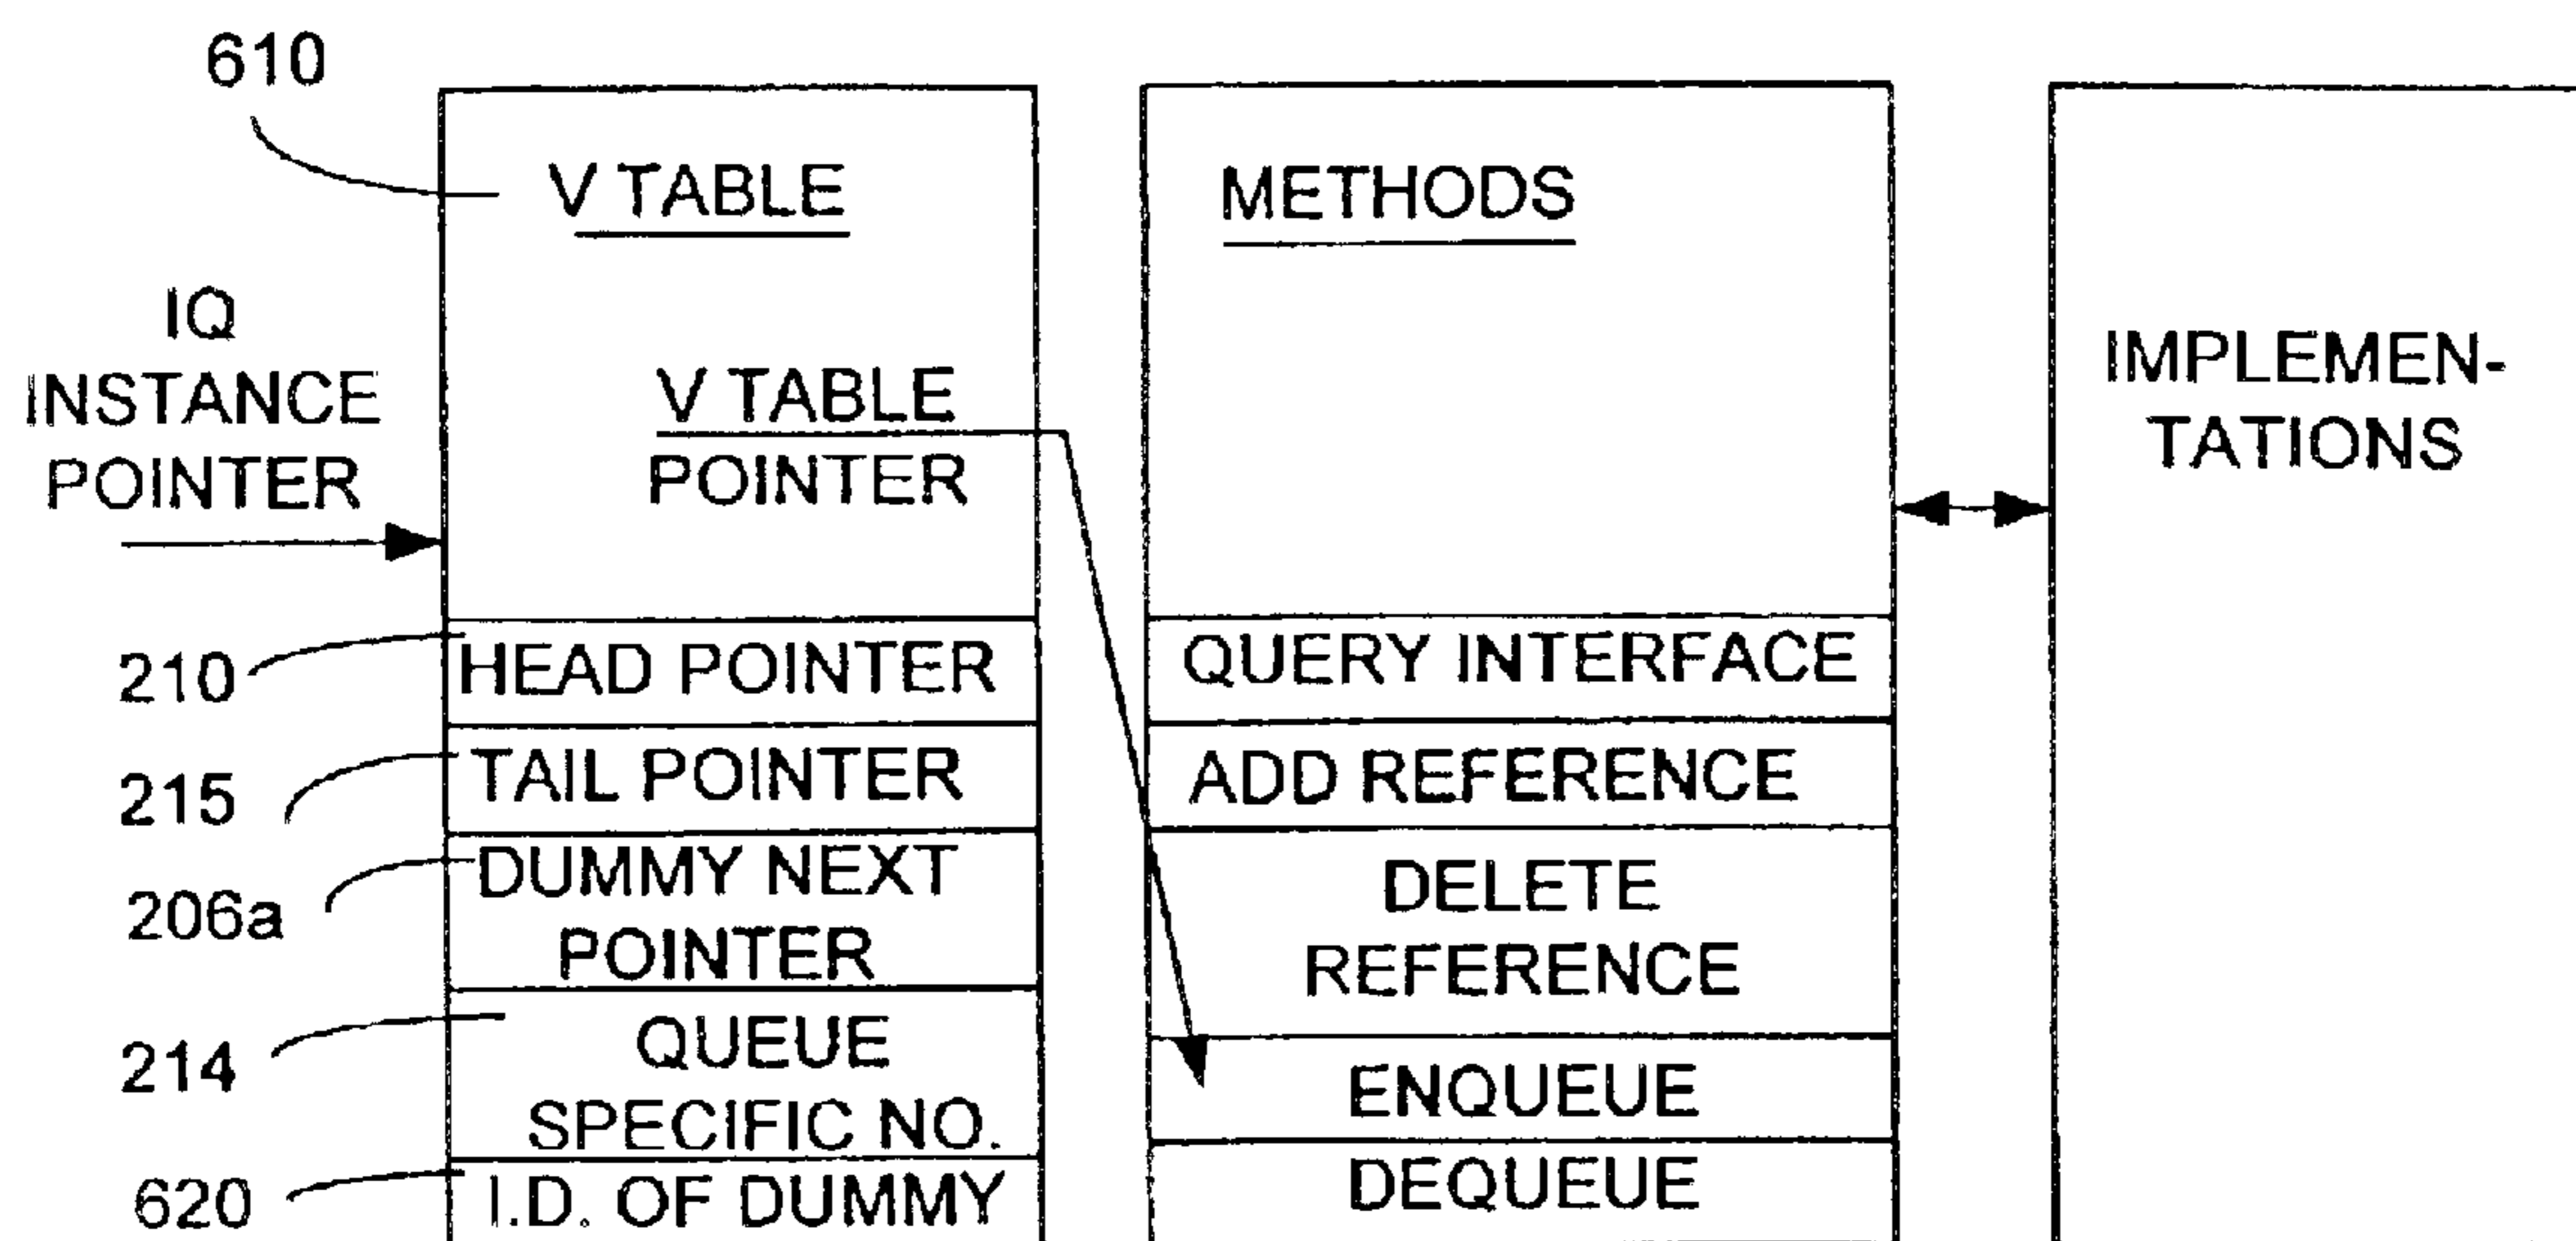 610
V TABLE
IQ
INSTANCE
POINTER
V TABLE
POINTER
210
HEAD POINTER
215
TAIL POINTER
206a
DUMMY NEXT
POINTER
214
QUEUE
SPECIFIC NO.
620
I.D. OF DUMMY
METHODS
QUERY INTERFACE
ADD REFERENCE
DELETE
REFERENCE
ENQUEUE
DEQUEUE
IMPLEMEN-
TATIONS